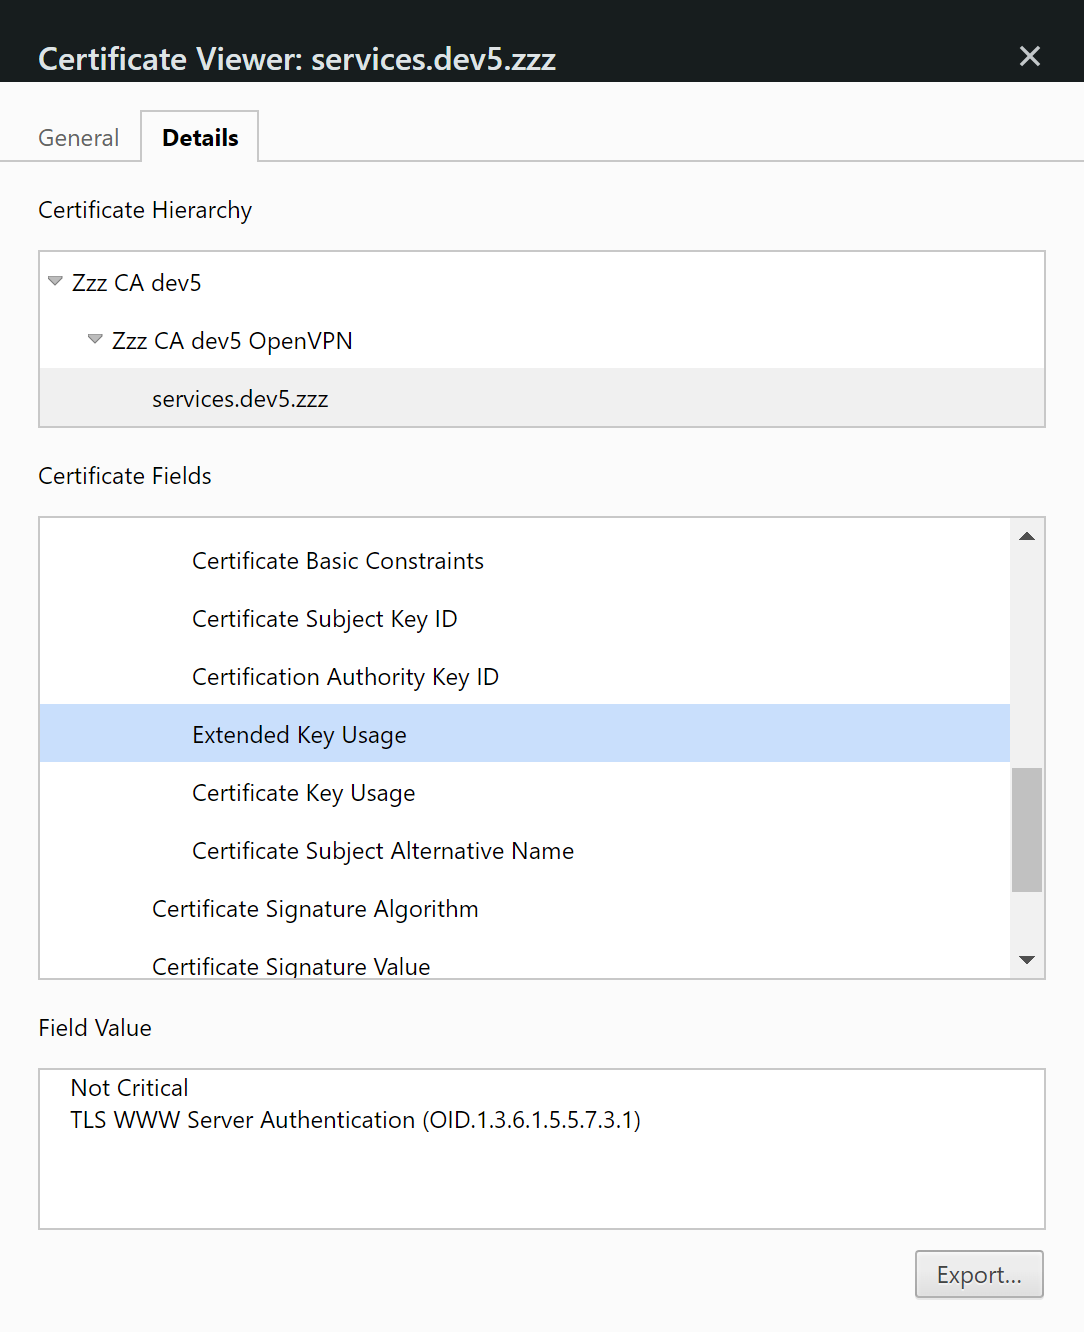 Certificate Viewer: services.dev5.zzz
General
Details
Certificate Hierarchy
Zzz CA dev5
Zzz CA dev5 OpenVPN
services.dev5.zzz
Certificate Fields
Certificate Basic Constraints
Certificate Subject Key ID
Certification Authority Key ID
Extended Key Usage
Certificate Key Usage
Certificate Subject Alternative Name
Certificate Signature Algorithm
Certificate Signature Value
Field Value
Not Critical
TLS WWW Server Authentication (OID.1.3.6.1.5.5.7.3.1)
Export...